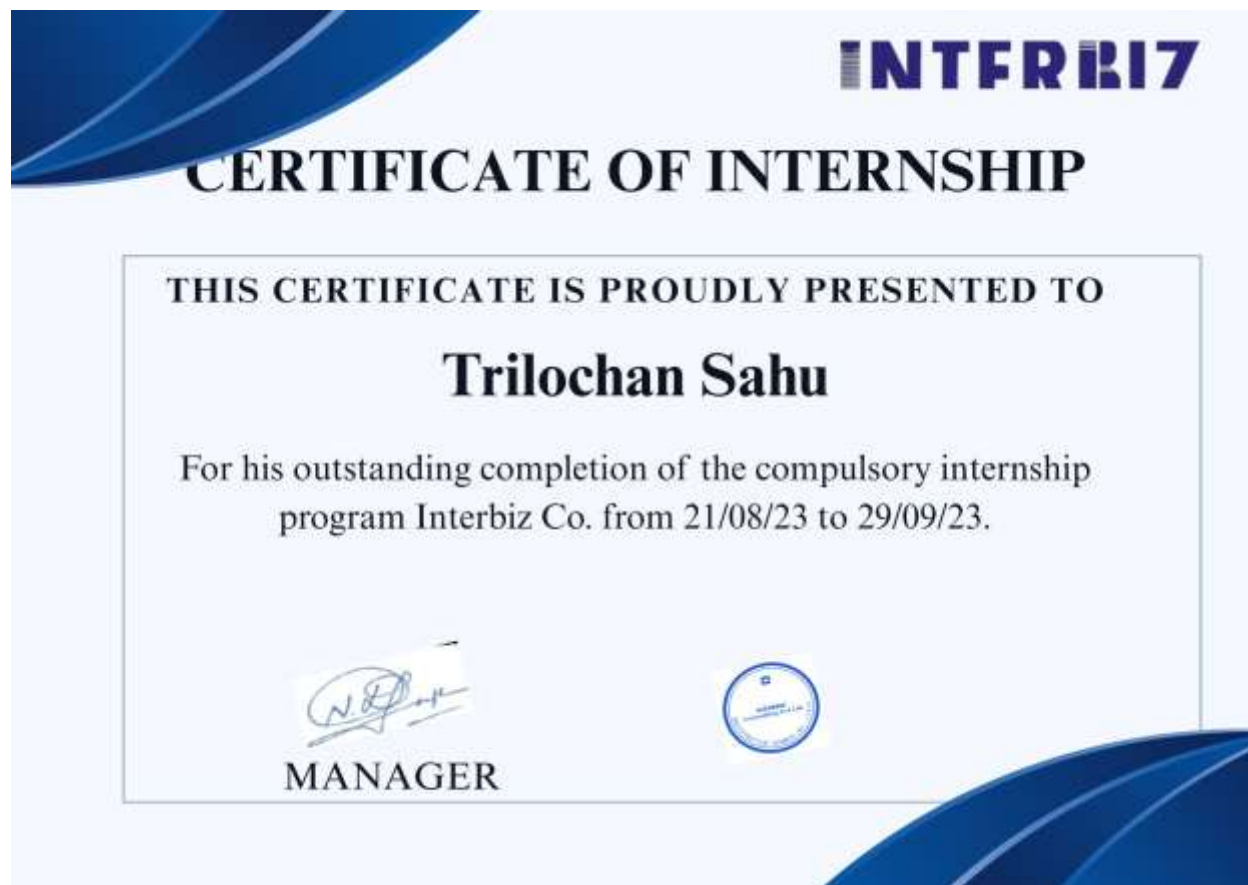 INTERBIZ
CERTIFICATE OF INTERNSHIP
THIS CERTIFICATE IS PROUDLY PRESENTED TO
Trilochan Sahu
For his outstanding completion of the compulsory internship
program Interbiz Co. from 21/08/23 to 29/09/23.
MANAGER